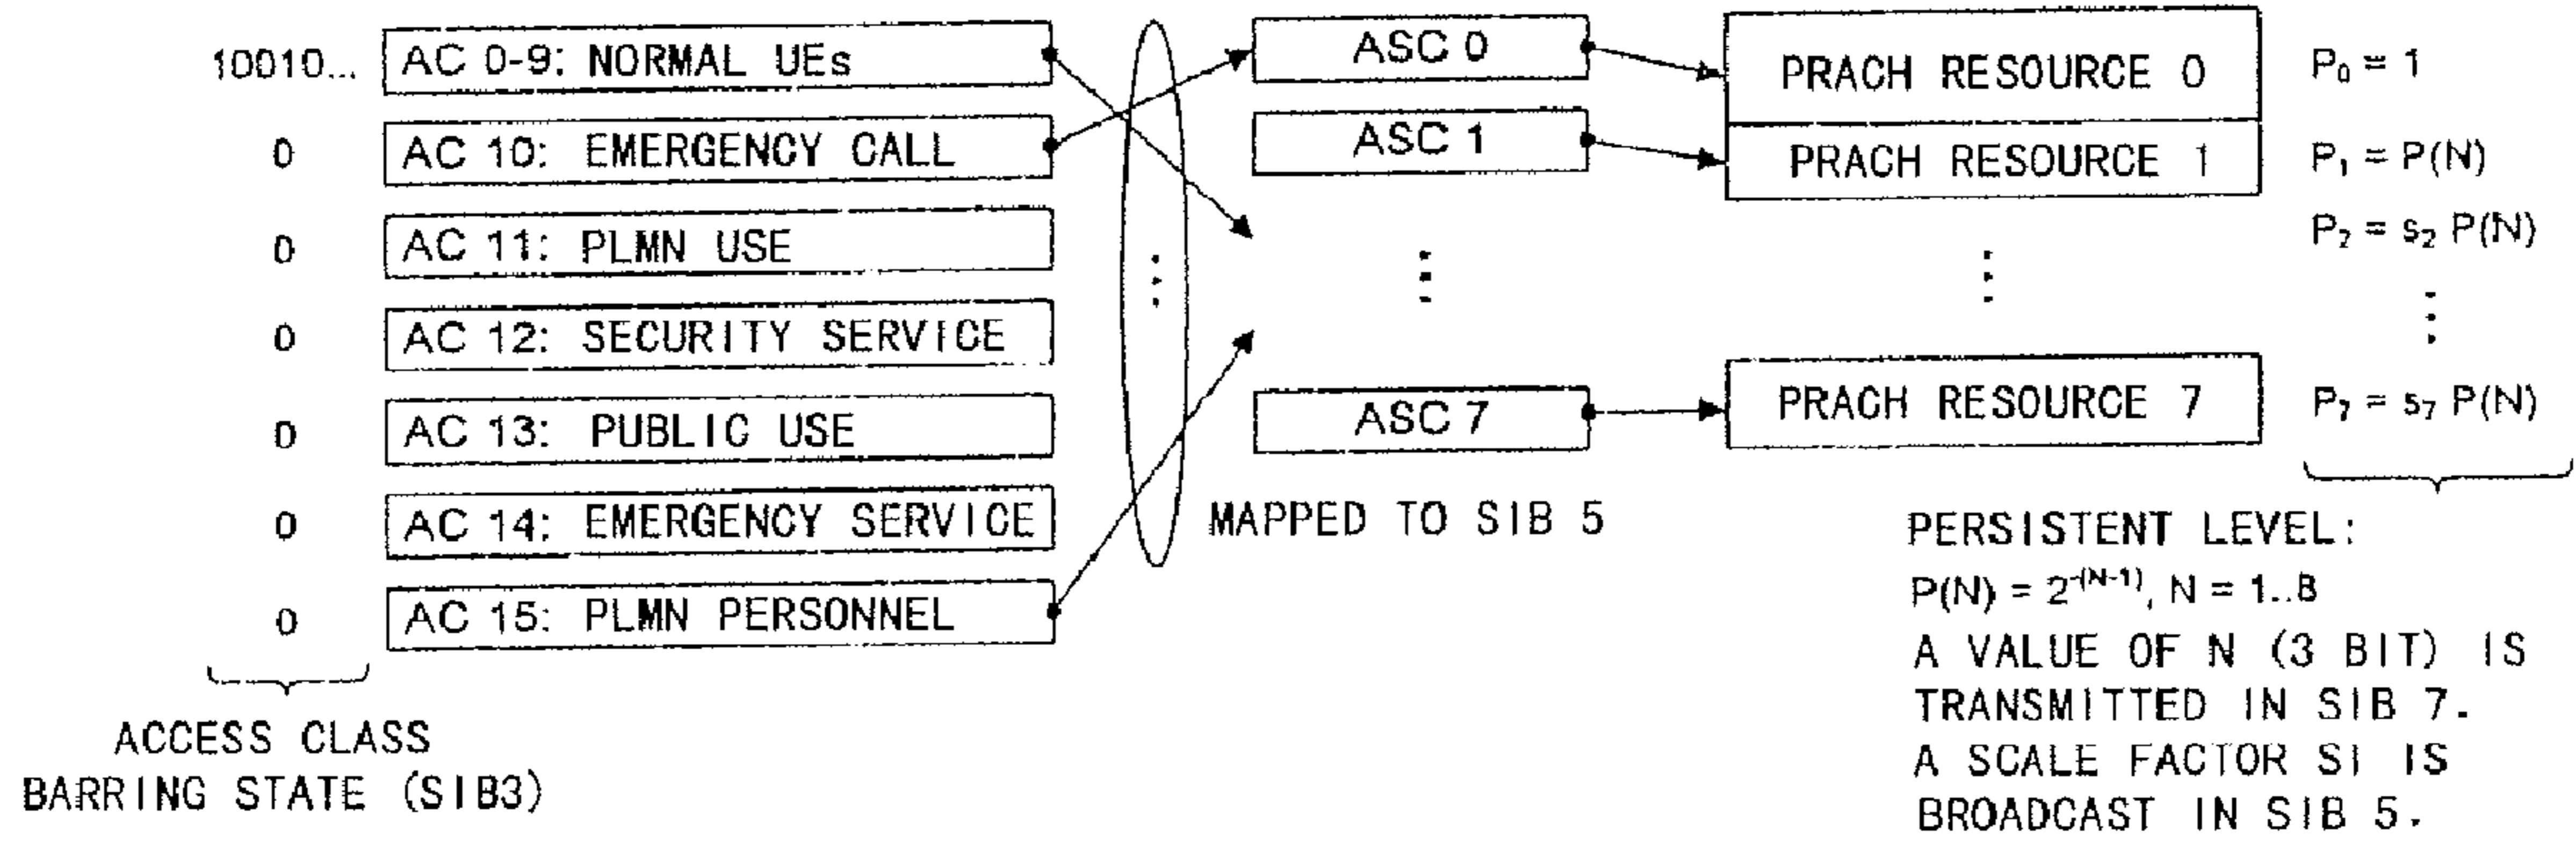 10010... AC 0-9: NORMAL UEs ASC 0 PRACH RESOURCE 0 P₀ = 1
0 AC 10: EMERGENCY CALL ASC 1 PRACH RESOURCE 1 P₁ = P(N)
0 AC 11: PLMN USE P₂ = s₂ P(N)
0 AC 12: SECURITY SERVICE
0 AC 13: PUBLIC USE ASC 7 PRACH RESOURCE 7 P₇ = s₇ P(N)
0 AC 14: EMERGENCY SERVICE
0 AC 15: PLMN PERSONNEL
ACCESS CLASS
BARRING STATE (SIB3)
MAPPED TO SIB 5
PERSISTENT LEVEL:
P(N) = 2⁻⁽ᴺ⁻¹⁾, N = 1..8
A VALUE OF N (3 BIT) IS
TRANSMITTED IN SIB 7.
A SCALE FACTOR SI IS
BROADCAST IN SIB 5.